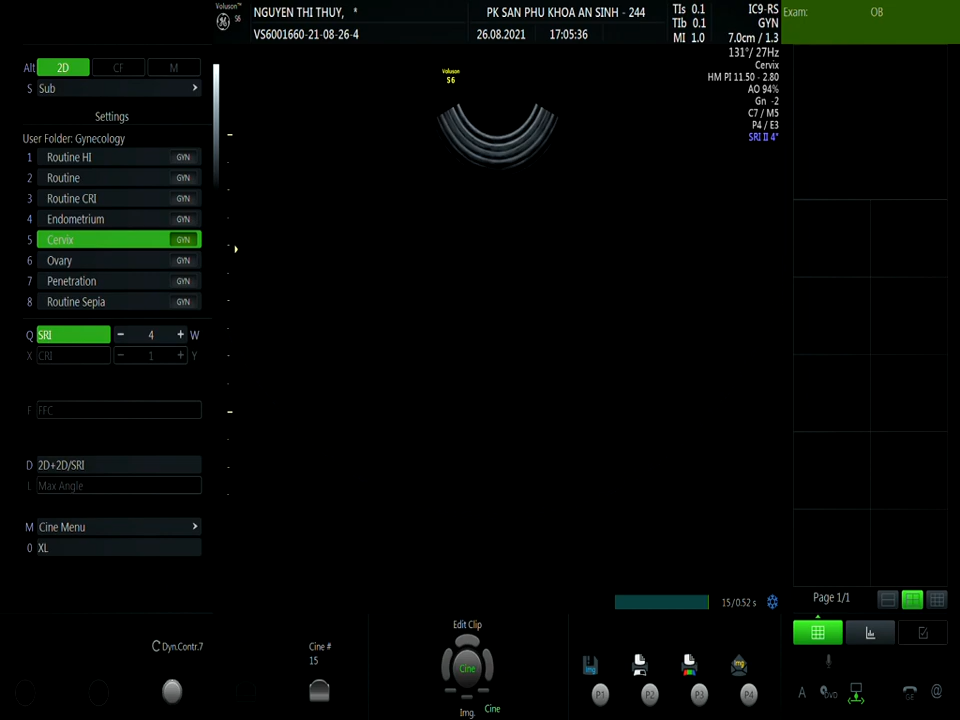 Voluson™
S6
NGUYEN THI THUY, *
PK SAN PHU KHOA AN SINH - 244
TIs 0.1
TIb 0.1
MI 1.0
IC9-RS
GYN
7.0cm / 1.3
VS6001660-21-08-26-4
26.08.2021
17:05:36
131° / 27Hz
Cervix
HM PI 11.50 - 2.80
AO 94%
Gn -2
C7 / M5
P4 / E3
SRI II 4*
Exam: OB
Voluson
S6
Alt 2D CF M
S Sub >
Settings
User Folder: Gynecology
1 Routine HI GYN
2 Routine GYN
3 Routine CRI GYN
4 Endometrium GYN
5 Cervix GYN
6 Ovary GYN
7 Penetration GYN
8 Routine Sepia GYN
Q SRI - 4 + W
X CRI - 1 + Y
F FFC
D 2D+2D/SRI
L Max Angle
M Cine Menu >
0 XL
15/0.52 s
Page 1/1
C Dyn.Contr.7
Cine #
15
Edit Clip
Cine
Img.
Cine
Img
P1 P2 P3 P4
A DVD @